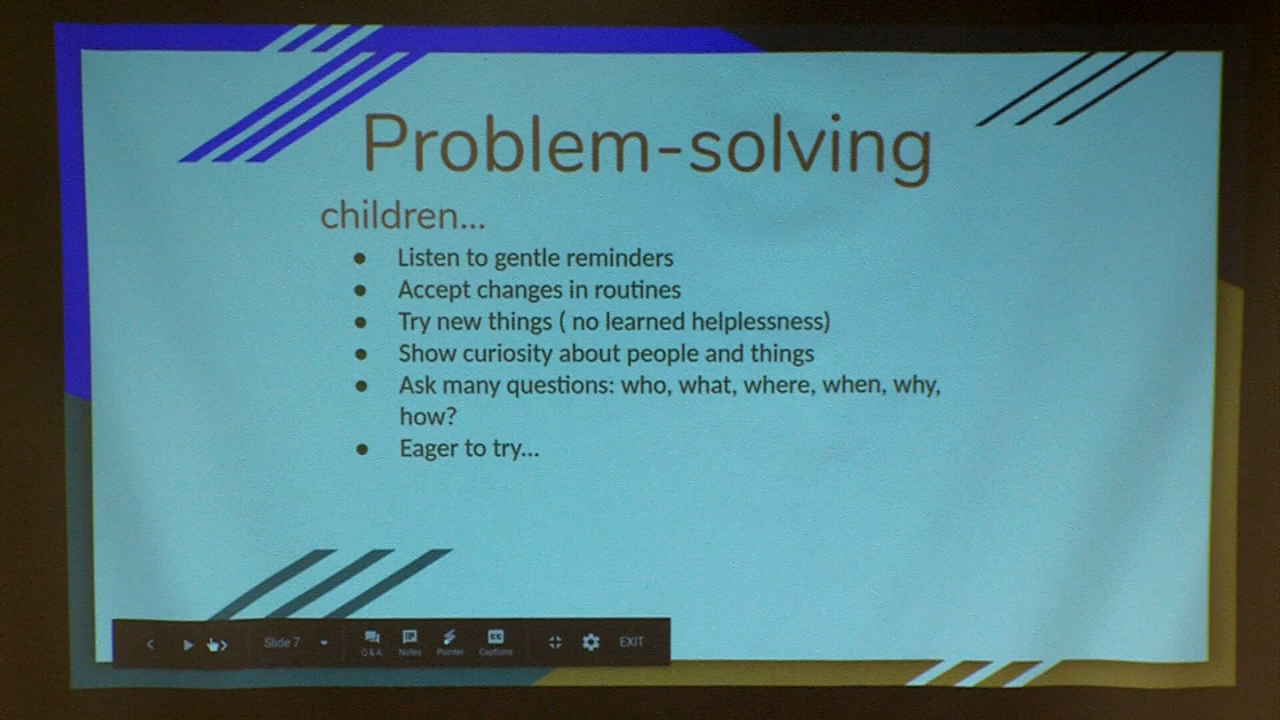 Problem-solving
children...
● Listen to gentle reminders
● Accept changes in routines
● Try new things ( no learned helplessness)
● Show curiosity about people and things
● Ask many questions: who, what, where, when, why,
how?
● Eager to try...
Slide 7
Q&A Notes Pointer Captions EXIT